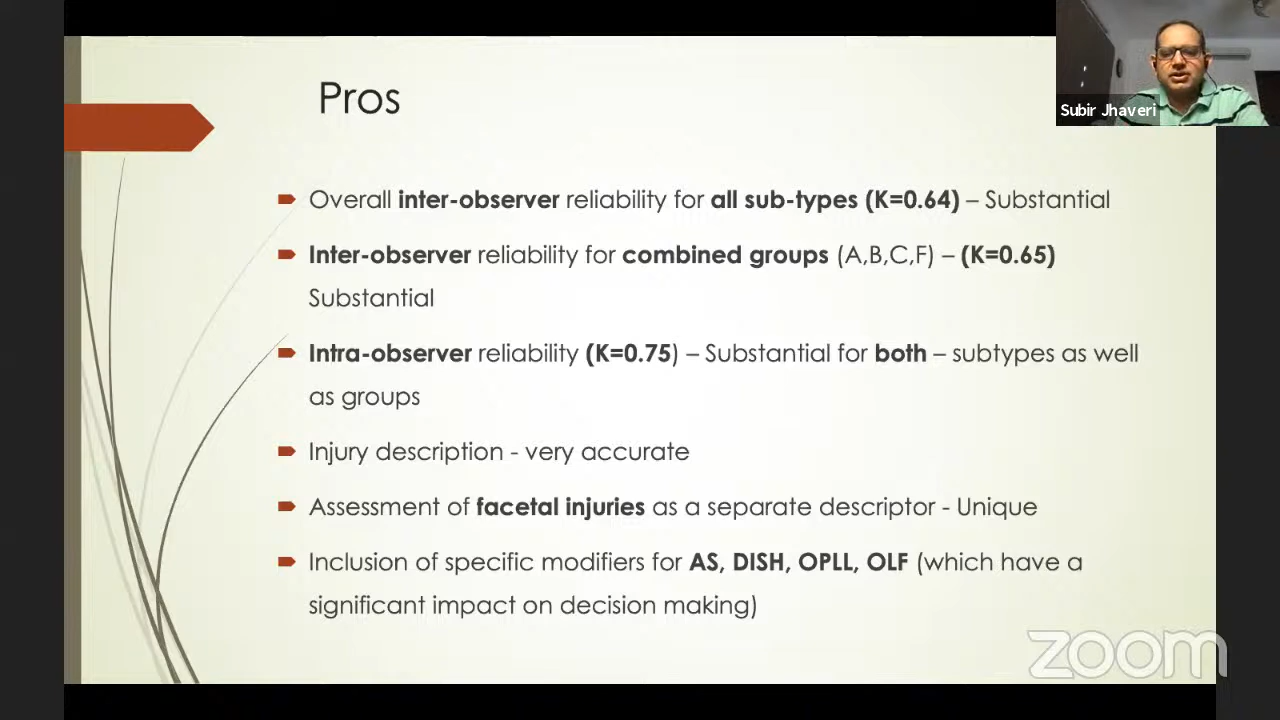 Pros
Subir Jhaveri
Overall inter-observer reliability for all sub-types (K=0.64) – Substantial
Inter-observer reliability for combined groups (A,B,C,F) – (K=0.65)
Substantial
Intra-observer reliability (K=0.75) – Substantial for both – subtypes as well
as groups
Injury description - very accurate
Assessment of facetal injuries as a separate descriptor - Unique
Inclusion of specific modifiers for AS, DISH, OPLL, OLF (which have a
significant impact on decision making)
zoom